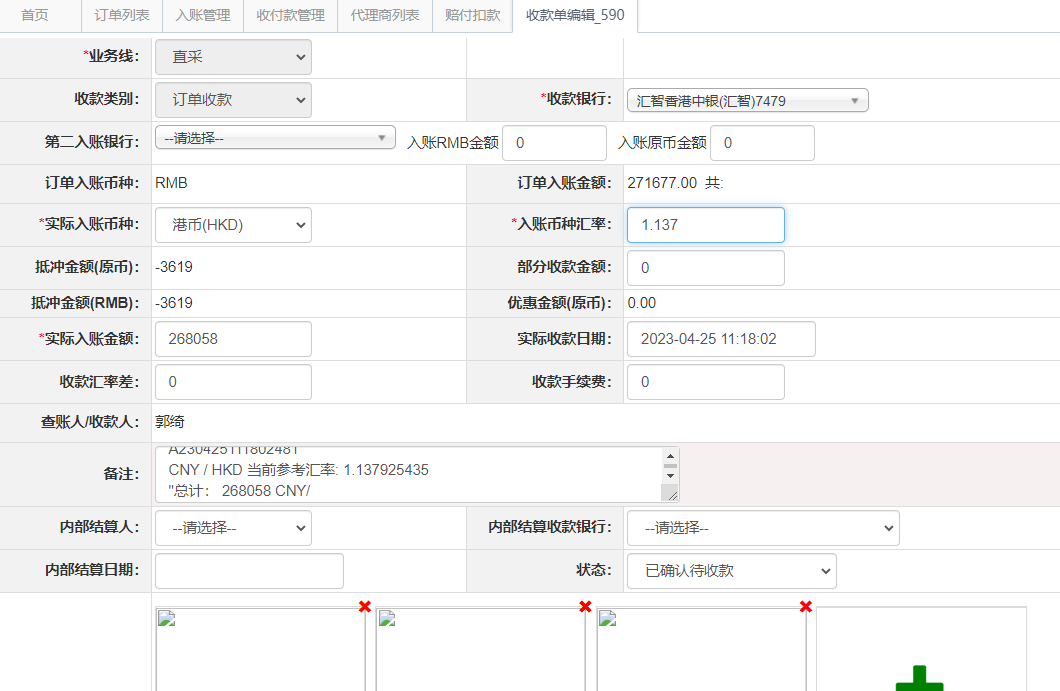 首页 订单列表 入账管理 收付款管理 代理商列表 赔付扣款 收款单编辑_590
*业务线: 直采
收款类别: 订单收款 *收款银行: 汇智香港中银(汇智)7479
第二入账银行: --请选择-- 入账RMB金额 0 入账原币金额 0
订单入账币种: RMB 订单入账金额: 271677.00 共:
*实际入账币种: 港币(HKD) *入账币种汇率: 1.137
抵冲金额(原币): -3619 部分收款金额: 0
抵冲金额(RMB): -3619 优惠金额(原币): 0.00
*实际入账金额: 268058 实际收款日期: 2023-04-25 11:18:02
收款汇率差: 0 收款手续费: 0
查账人/收款人: 郭绮
A230425111802481
备注: CNY / HKD 当前参考汇率: 1.137925435
"总计: 268058 CNY/
内部结算人: --请选择-- 内部结算收款银行: --请选择--
内部结算日期: 状态: 已确认待收款